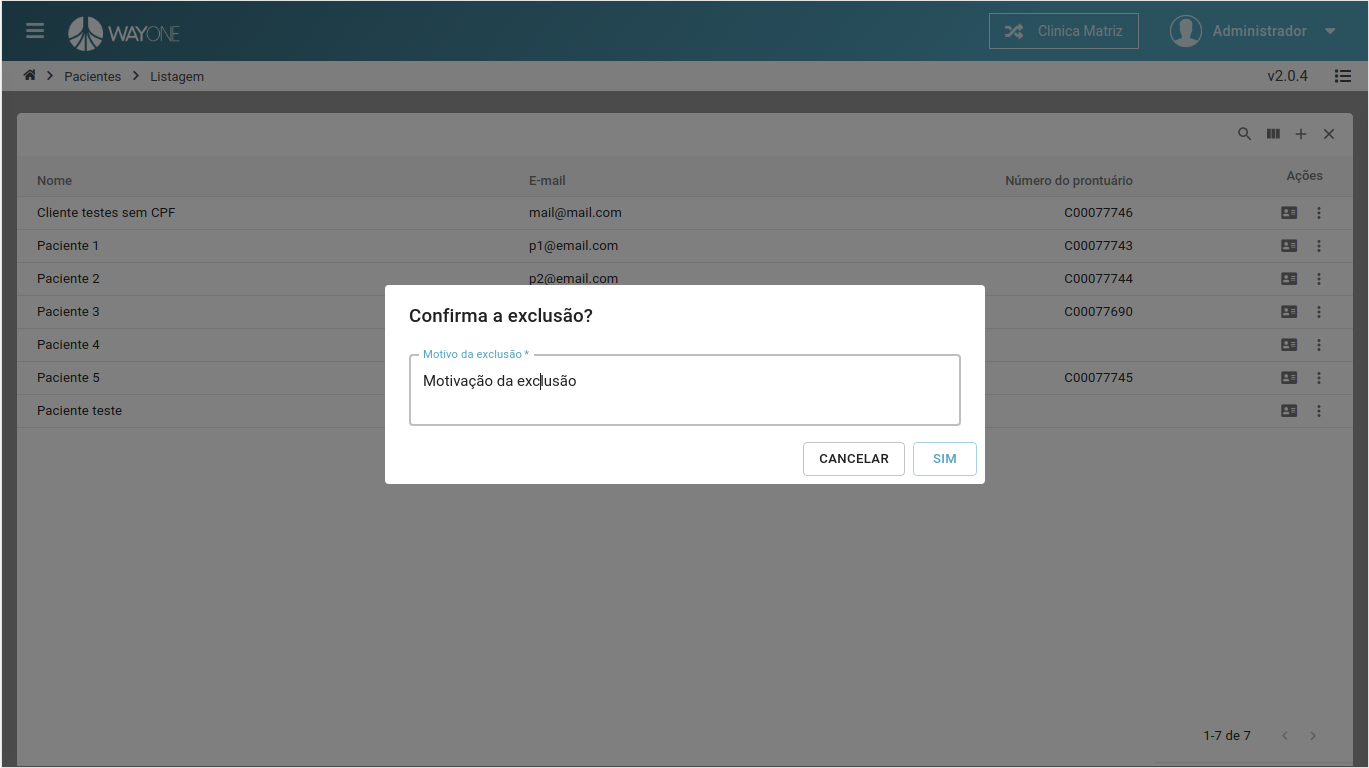 WAYONE
Clinica Matriz
Administrador
Pacientes
Listagem
v2.0.4
Nome E-mail Número do prontuário Ações
Cliente testes sem CPF mail@mail.com C00077746
Paciente 1 p1@email.com C00077743
Paciente 2 p2@email.com C00077744
Paciente 3 C00077690
Paciente 4
Paciente 5 C00077745
Paciente teste
Confirma a exclusão?
Motivo da exclusão *
Motivação da exclusão
CANCELAR SIM
1-7 de 7